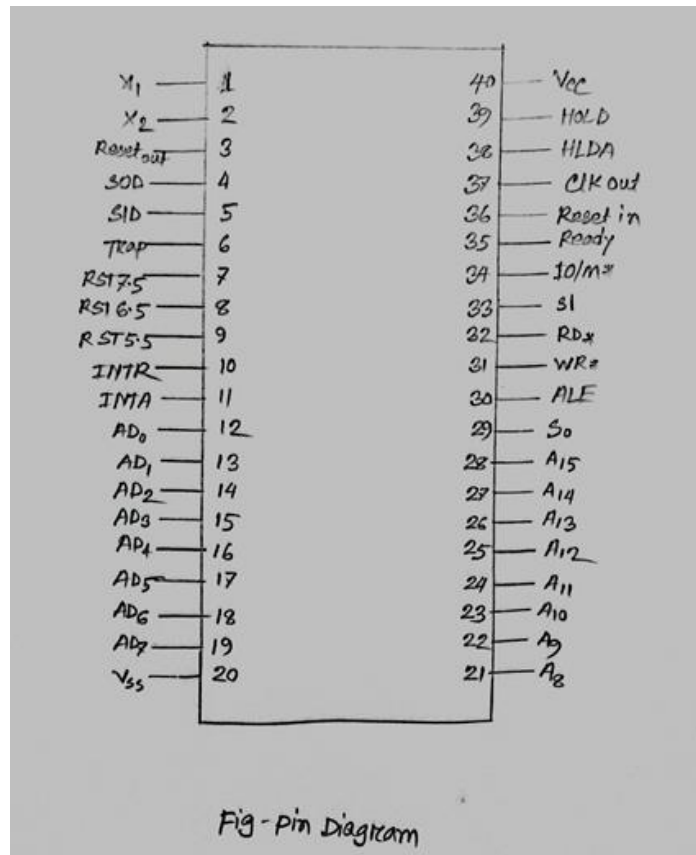 X1 1 40 Vcc
X2 2 39 HOLD
Reset out 3 38 HLDA
SOD 4 37 ClK out
SID 5 36 Reset in
Trap 6 35 Ready
RST7.5 7 34 IO/M*
RST6.5 8 33 S1
RST5.5 9 32 RD*
INTR 10 31 WR*
INTA 11 30 ALE
AD0 12 29 S0
AD1 13 28 A15
AD2 14 27 A14
AD3 15 26 A13
AD4 16 25 A12
AD5 17 24 A11
AD6 18 23 A10
AD7 19 22 A9
Vss 20 21 A8
Fig-pin Diagram